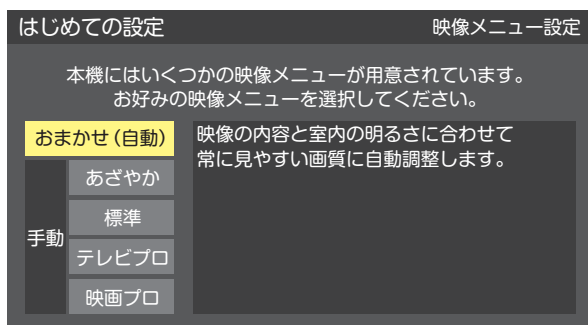 はじめての設定
映像メニュー設定
本機にはいくつかの映像メニューが用意されています。
お好みの映像メニューを選択してください。
おまかせ（自動）
映像の内容と室内の明るさに合わせて
常に見やすい画質に自動調整します。
手動
あざやか
標準
テレビプロ
映画プロ